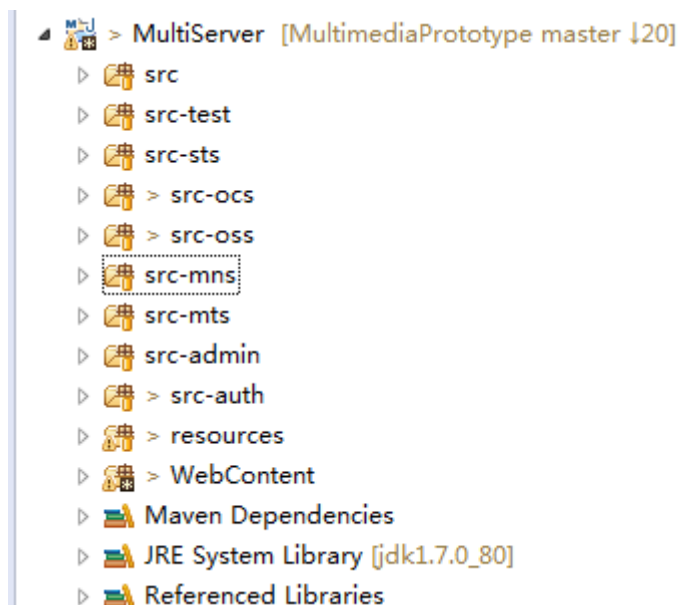 > MultiServer [MultimediaPrototype master ↓20]
src
src-test
src-sts
> src-ocs
> src-oss
src-mns
src-mts
src-admin
> src-auth
> resources
> WebContent
Maven Dependencies
JRE System Library [jdk1.7.0_80]
Referenced Libraries